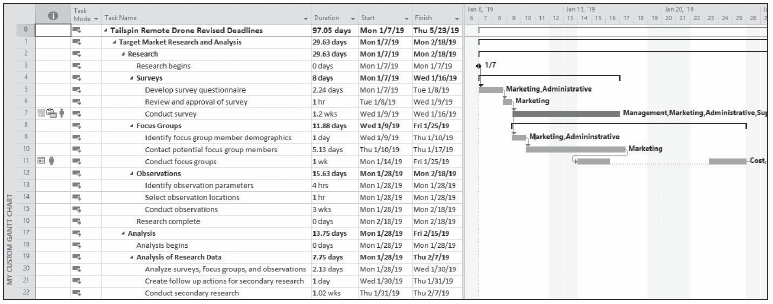 Jan 6, '19 Jan 13, '19 Jan 20, '19
Task Mode Task Name Duration Start Finish 6 7 8 9 10 11 12 13 14 15 16 17 18 19 20 21 22 23 24 25 26
0 Tailspin Remote Drone Revised Deadlines 97.05 days Mon 1/7/19 Thu 5/23/19
1 Target Market Research and Analysis 29.63 days Mon 1/7/19 Mon 2/18/19
2 Research 29.63 days Mon 1/7/19 Mon 2/18/19
3 Research begins 0 days Mon 1/7/19 Mon 1/7/19 1/7
4 Surveys 8 days Mon 1/7/19 Wed 1/16/19
5 Develop survey questionnaire 2.24 days Mon 1/7/19 Tue 1/8/19 Marketing,Administrative
6 Review and approval of survey 1 hr Tue 1/8/19 Wed 1/9/19 Marketing
7 Conduct survey 1.2 wks Wed 1/9/19 Wed 1/16/19 Management,Marketing,Administrative,Sup
8 Focus Groups 11.88 days Wed 1/9/19 Fri 1/25/19
9 Identify focus group member demographics 1 day Wed 1/9/19 Thu 1/10/19 Marketing,Admininstrative
10 Contact potential focus group members 5.13 days Thu 1/10/19 Thu 1/17/19 Marketing
11 Conduct focus groups 1 wk Mon 1/14/19 Fri 1/25/19 Cost,
12 Observations 15.63 days Mon 1/28/19 Mon 2/18/19
13 Identify observation parameters 4 hrs Mon 1/28/19 Mon 1/28/19
14 Select observation locations 1 hr Mon 1/28/19 Mon 1/28/19
15 Conduct observations 3 wks Mon 1/28/19 Mon 2/18/19
16 Research complete 0 days Mon 2/18/19 Mon 2/18/19
17 Analysis 13.75 days Mon 1/28/19 Fri 2/15/19
18 Analysis begins 0 days Mon 1/28/19 Mon 1/28/19
19 Analysis of Research Data 7.75 days Mon 1/28/19 Thu 2/7/19
20 Analyze surveys, focus groups, and observations 2.13 days Mon 1/28/19 Wed 1/30/19
21 Create follow up actions for secondary research 1 day Wed 1/30/19 Thu 1/31/19
22 Conduct secondary research 1.02 wks Thu 1/31/19 Thu 2/7/19
MY CUSTOM GANTT CHART